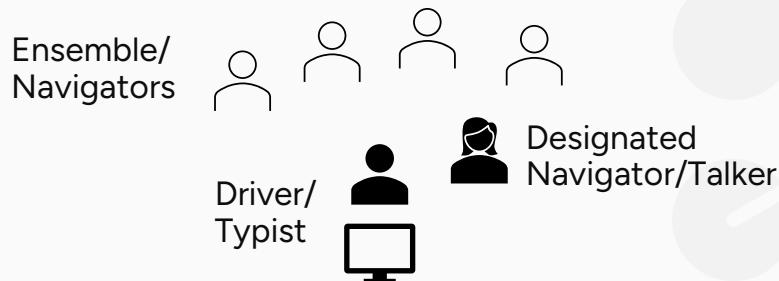 Ensemble/
Navigators
Designated
Navigator/Talker
Driver/
Typist